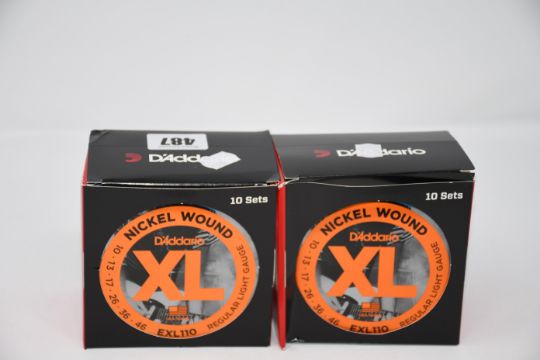 487
D'Addario
10 Sets
NICKEL WOUND
D'Addario
XL
10·13·17·26·36·46
EXL110
REGULAR LIGHT GAUGE
D'Addario
10 Sets
NICKEL WOUND
D'Addario
XL
10·13·17·26·36·46
EXL110
REGULAR LIGHT GAUGE